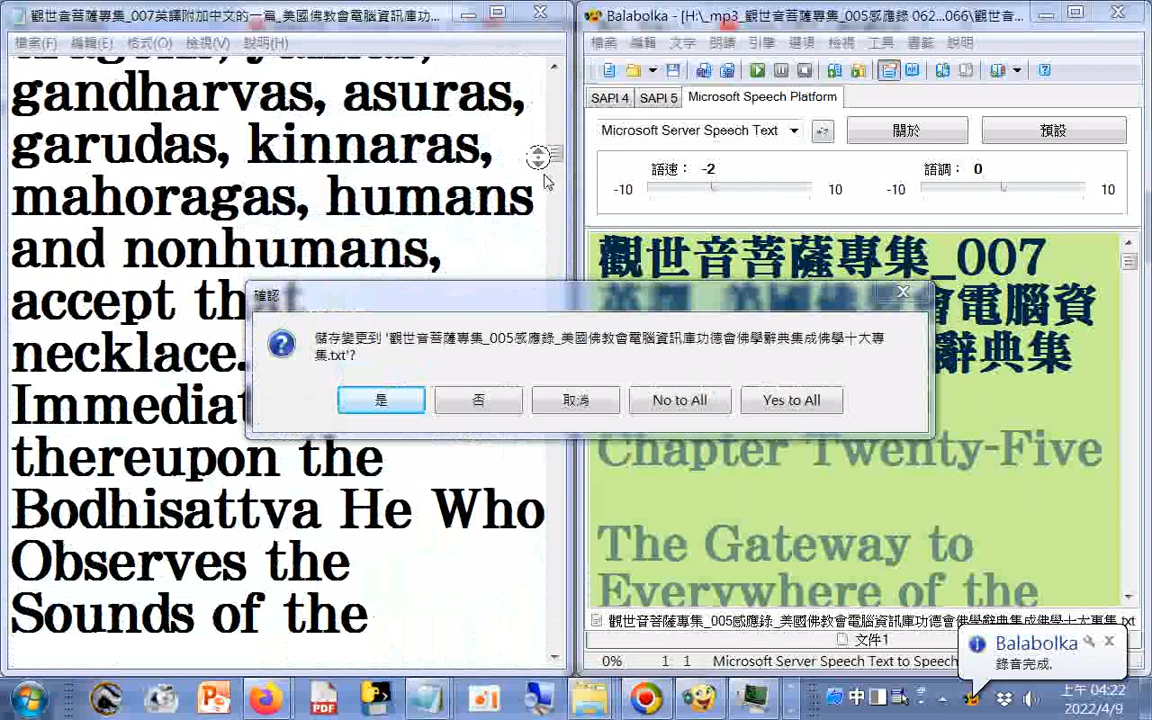 觀世音菩薩專集_007英譯附加中文的一篇_美國佛教會電腦資訊庫功...
檔案(F) 編輯(E) 格式(O) 檢視(V) 說明(H)
gandharvas, asuras,
garudas, kinnaras,
mahoragas, humans
and nonhumans,
accept th
necklace.
Immediat
thereupon the
Bodhisattva He Who
Observes the
Sounds of the
Balabolka - [H:\_mp3_觀世音菩薩專集_005感應錄 062...066\觀世音...
檔案 編輯 文字 朗讀 引擎 選項 檢視 工具 書籤 說明
SAPI 4 SAPI 5 Microsoft Speech Platform
Microsoft Server Speech Text 關於 預設
語速: -2 語調: 0
-10 10 -10 10
觀世音菩薩專集_007
英譯 美國佛 會電腦資
辭典集
Chapter Twenty-Five
The Gateway to
Everywhere of the
確認
儲存變更到 '觀世音菩薩專集_005感應錄_美國佛教會電腦資訊庫功德會佛學辭典集成佛學十大專
集.txt'?
是 否 取消 No to All Yes to All
觀世音菩薩專集_005感應錄_美國佛教會電腦資訊庫功德會佛學辭典集成佛學十大專集.txt
文件1
0% 1: 1 Microsoft Server Speech Text to Speech
Balabolka
錄音完成.
PDF
中
上午 04:22
2022/4/9